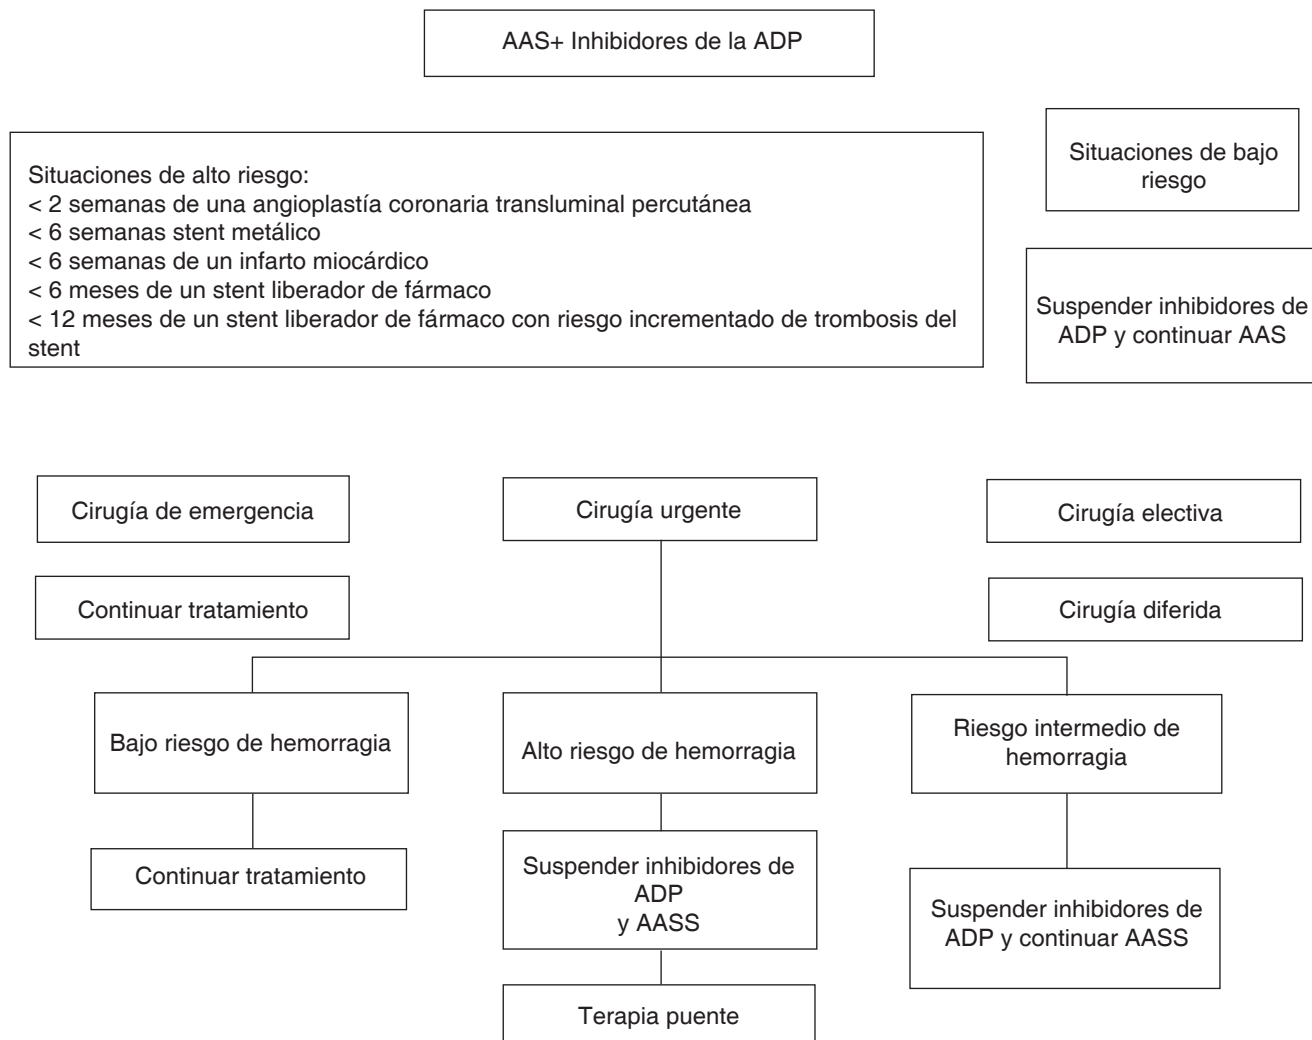 AAS+ Inhibidores de la ADP
Situaciones de alto riesgo:
< 2 semanas de una angioplastía coronaria transluminal percutánea
< 6 semanas stent metálico
< 6 semanas de un infarto miocárdico
< 6 meses de un stent liberador de fármaco
< 12 meses de un stent liberador de fármaco con riesgo incrementado de trombosis del
stent
Situaciones de bajo
riesgo
Suspender inhibidores de
ADP y continuar AAS
Cirugía de emergencia
Cirugía urgente
Cirugía electiva
Continuar tratamiento
Cirugía diferida
Bajo riesgo de hemorragia
Alto riesgo de hemorragia
Riesgo intermedio de
hemorragia
Continuar tratamiento
Suspender inhibidores de
ADP
y AASS
Suspender inhibidores de
ADP y continuar AASS
Terapia puente